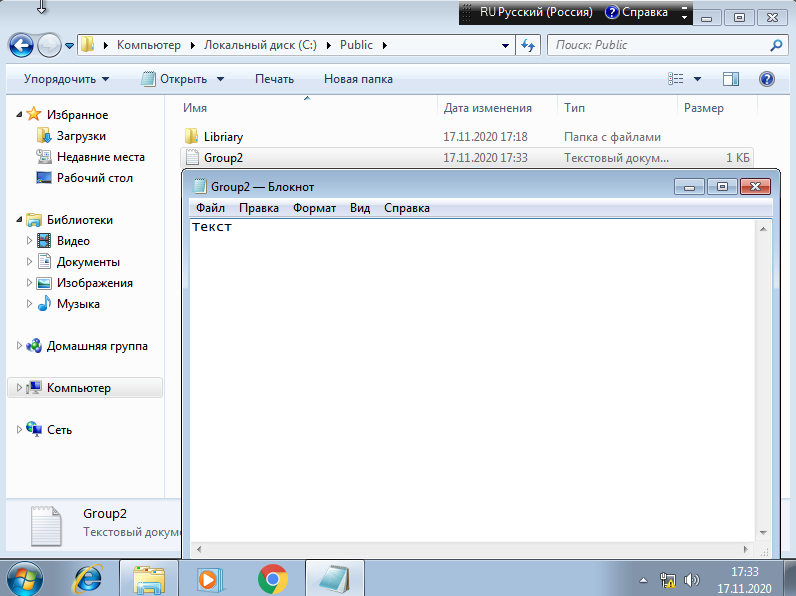 RU Русский (Россия) Справка
Компьютер Локальный диск (C:) Public Поиск: Public
Упорядочить Открыть Печать Новая папка
Имя Дата изменения Тип Размер
Избранное
Загрузки
Недавние места
Рабочий стол
Библиотеки
Видео
Документы
Изображения
Музыка
Домашняя группа
Компьютер
Сеть
Libriary 17.11.2020 17:18 Папка с файлами
Group2 17.11.2020 17:33 Текстовый докум... 1 КБ
Group2 — Блокнот
Файл Правка Формат Вид Справка
Текст
Group2
Текстовый докум
17:33
17.11.2020